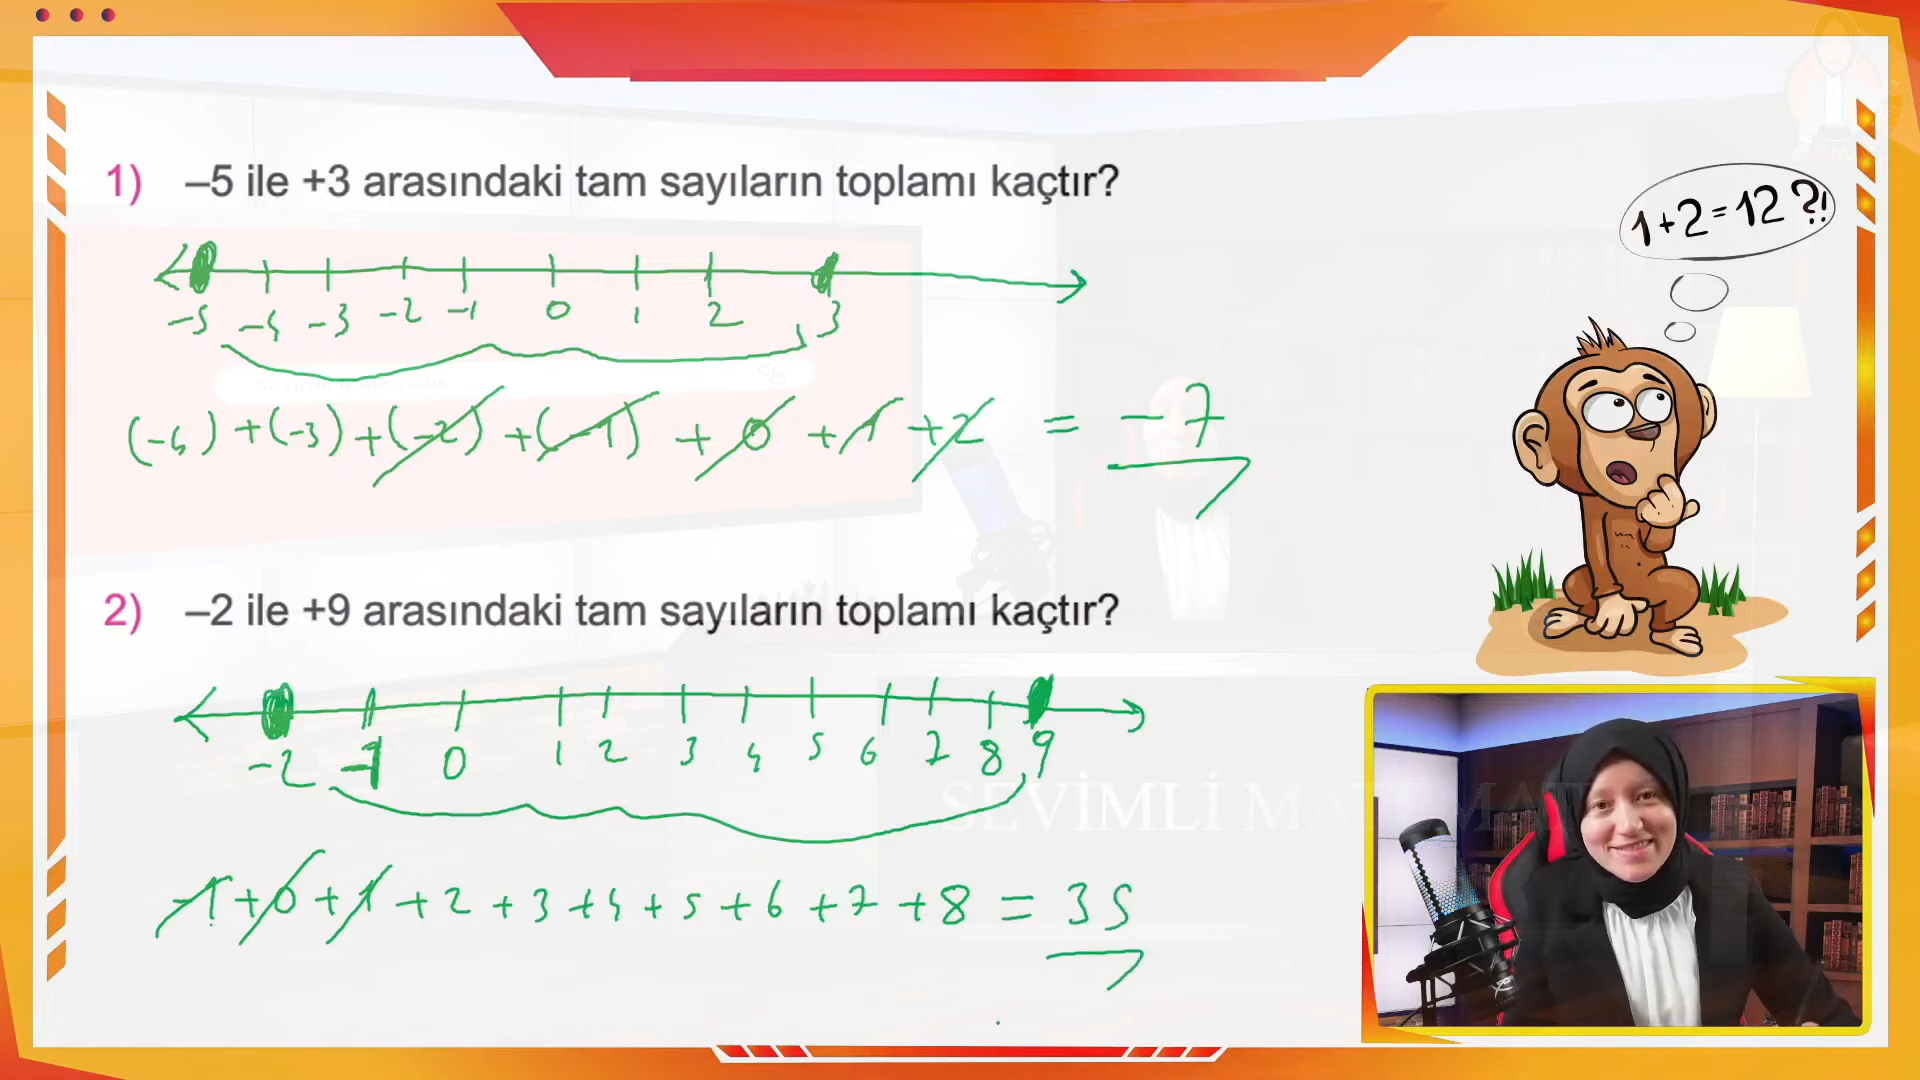 1) –5 ile +3 arasındaki tam sayıların toplamı kaçtır?
1+2=12?!
-5 -4 -3 -2 -1 0 1 2 3
(-4)+(-3)+(-2)+(-1)+0+1+2 = -7
2) –2 ile +9 arasındaki tam sayıların toplamı kaçtır?
-2 -1 0 1 2 3 4 5 6 7 8 9
SEVİMLİ MATEMAT
-1+0+1+2+3+4+5+6+7+8=35